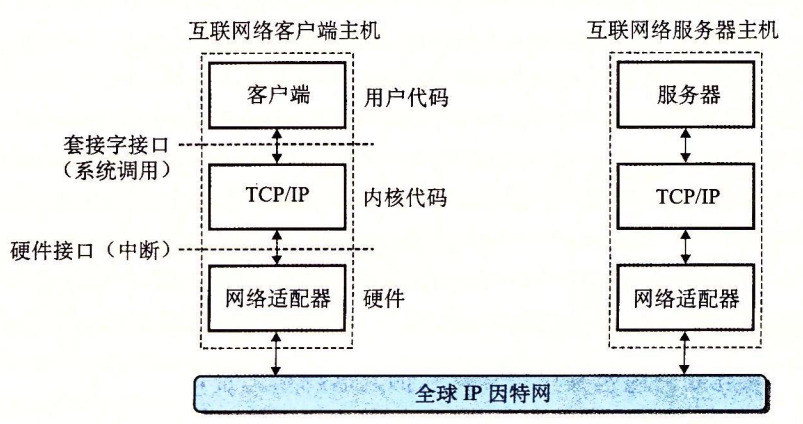 互联网络客户端主机
互联网络服务器主机
客户端
用户代码
服务器
套接字接口
（系统调用）
TCP/IP
内核代码
TCP/IP
硬件接口（中断）
网络适配器
硬件
网络适配器
全球 IP 因特网